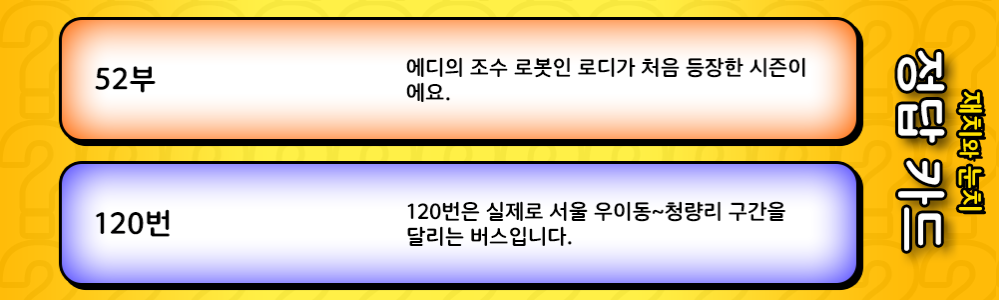 52부
에디의 조수 로봇인 로디가 처음 등장한 시즌이
에요.
120번
120번은 실제로 서울 우이동~청량리 구간을
달리는 버스입니다.
재치와 눈치
정답 카드